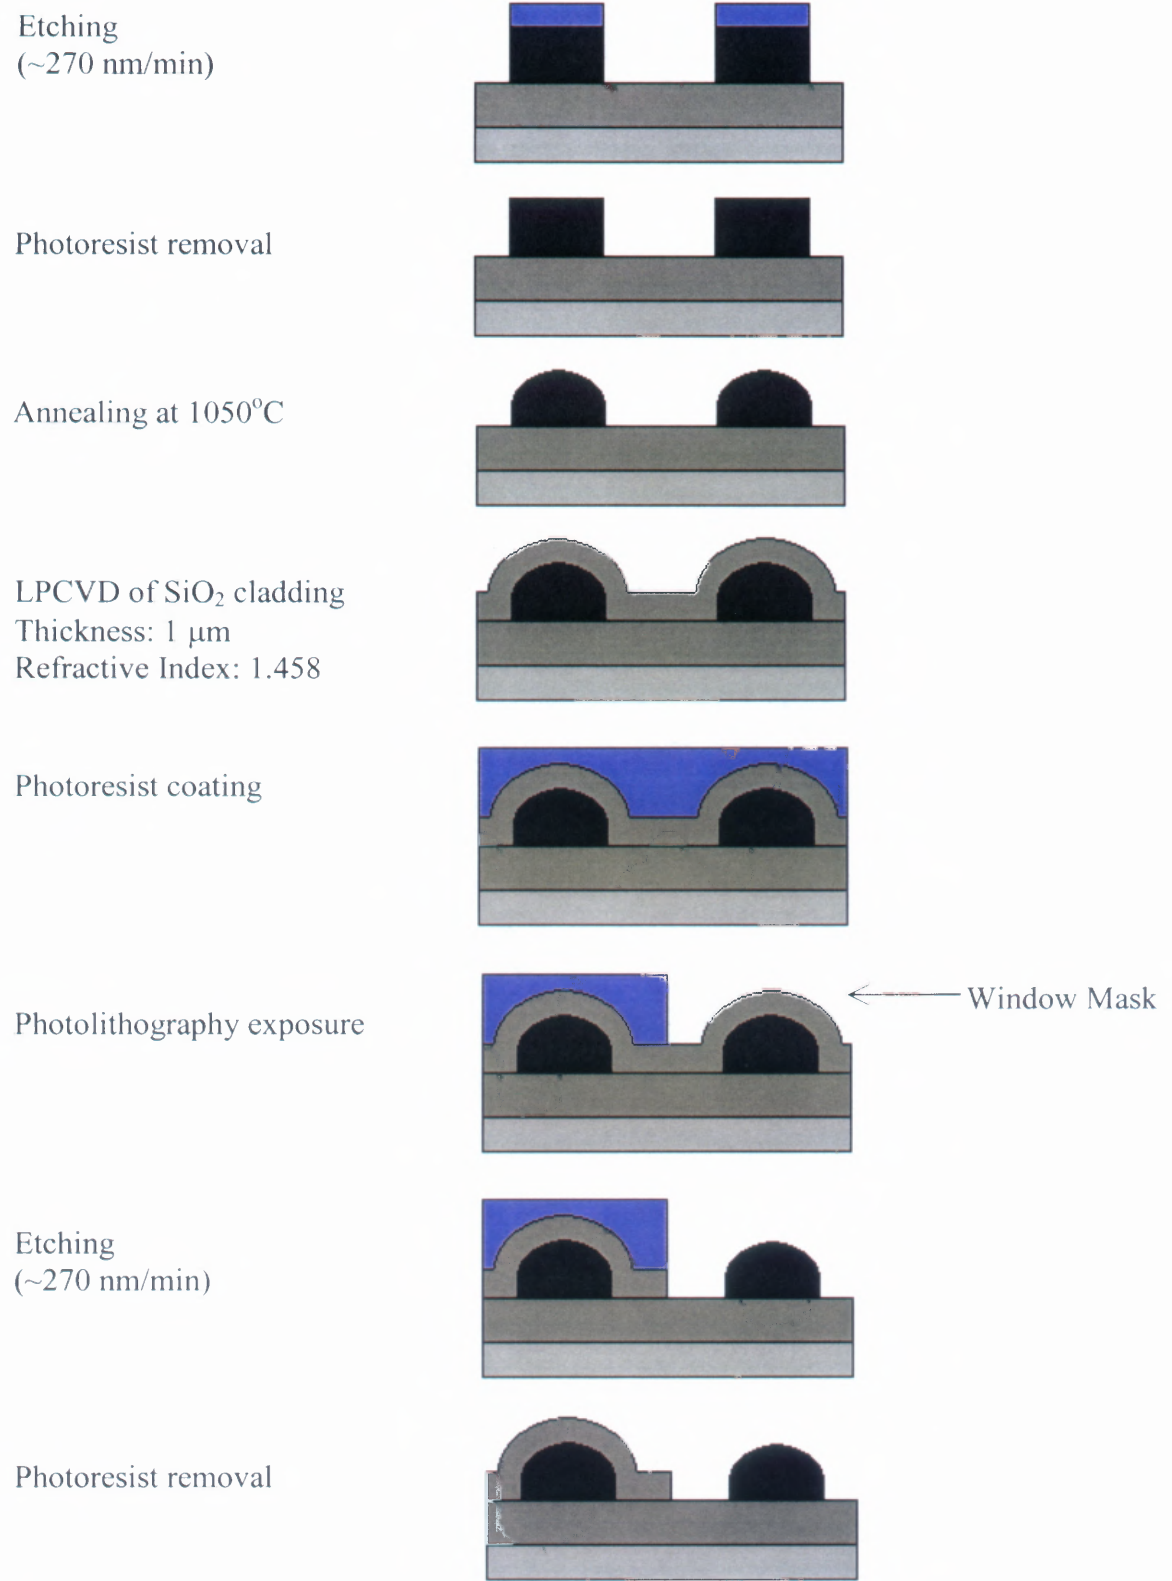 Etching
(~270 nm/min)
Photoresist removal
Annealing at 1050°C
LPCVD of SiO₂ cladding
Thickness: 1 μm
Refractive Index: 1.458
Photoresist coating
Photolithography exposure
Window Mask
Etching
(~270 nm/min)
Photoresist removal